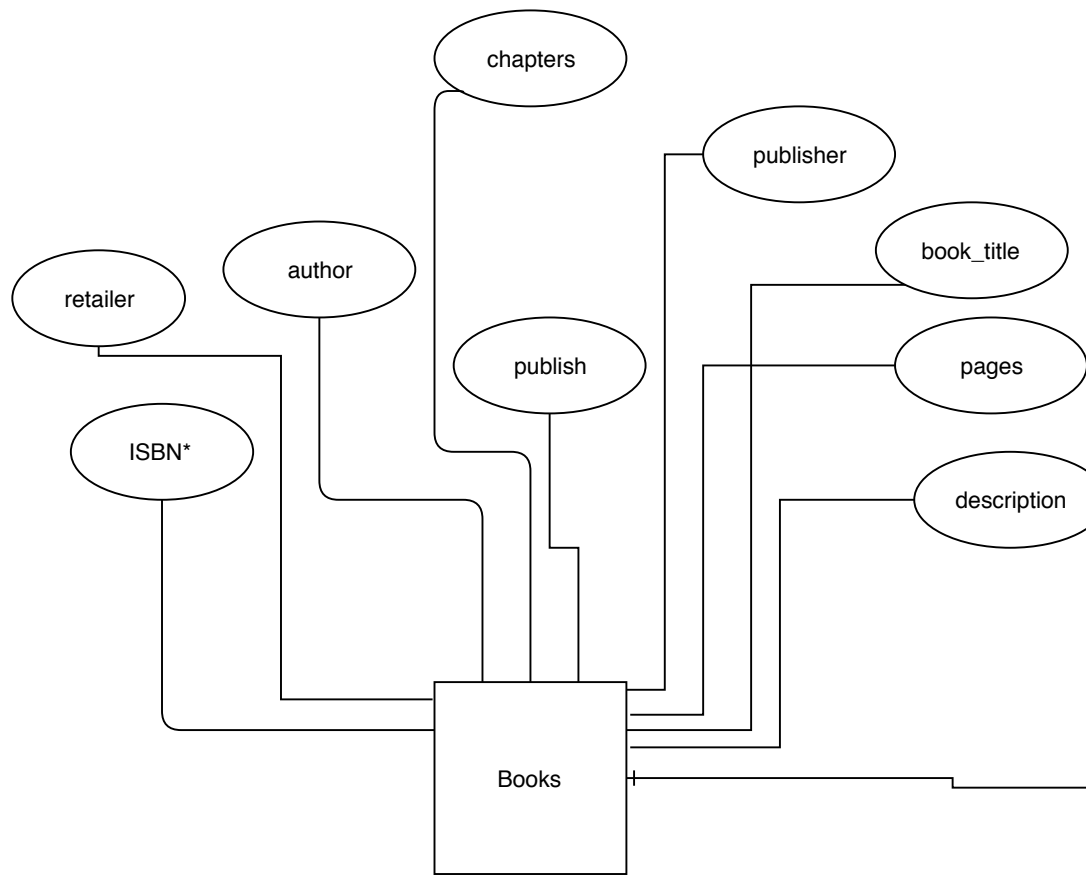 chapters
publisher
book_title
author
retailer
publish
pages
ISBN*
description
Books